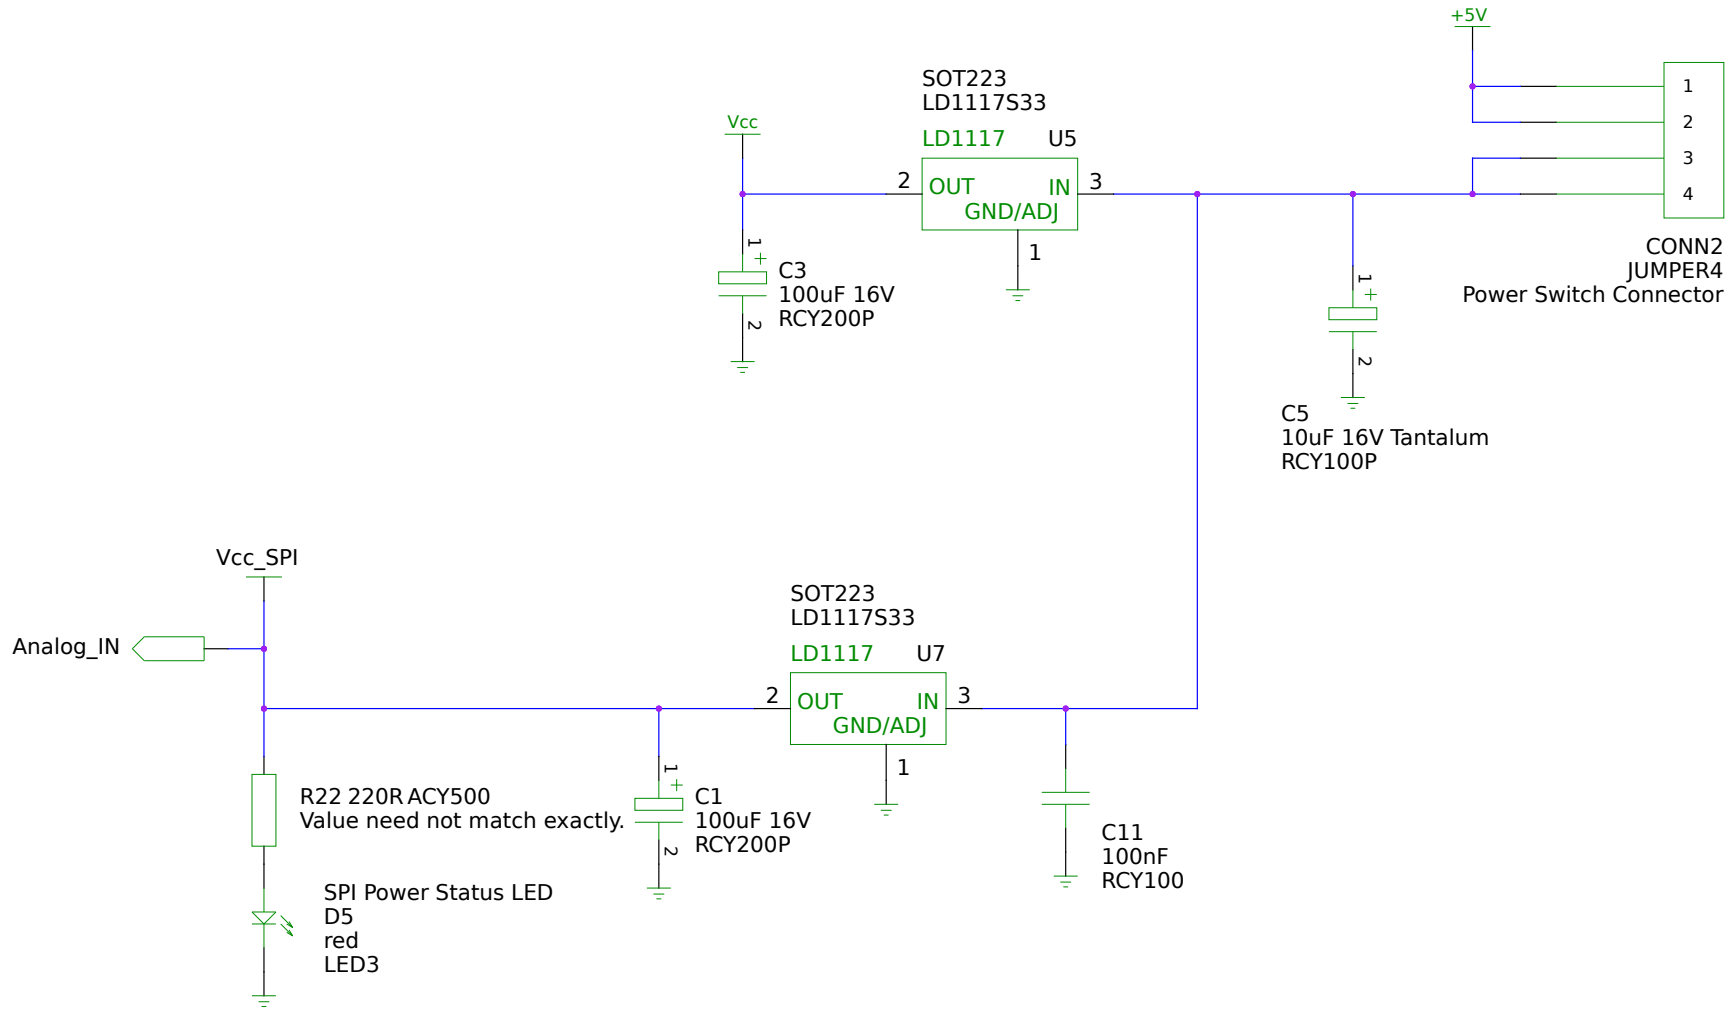 +5V
1
2
3
4
CONN2
JUMPER4
Power Switch Connector
SOT223
LD1117S33
LD1117 U5
2 OUT IN 3
GND/ADJ
1
Vcc
1
+
C3
100uF 16V
RCY200P
2
1
+
2
C5
10uF 16V Tantalum
RCY100P
Vcc_SPI
Analog_IN
SOT223
LD1117S33
LD1117 U7
2 OUT IN 3
GND/ADJ
1
R22 220R ACY500
Value need not match exactly.
1
+
C1
100uF 16V
RCY200P
2
C11
100nF
RCY100
SPI Power Status LED
D5
red
LED3